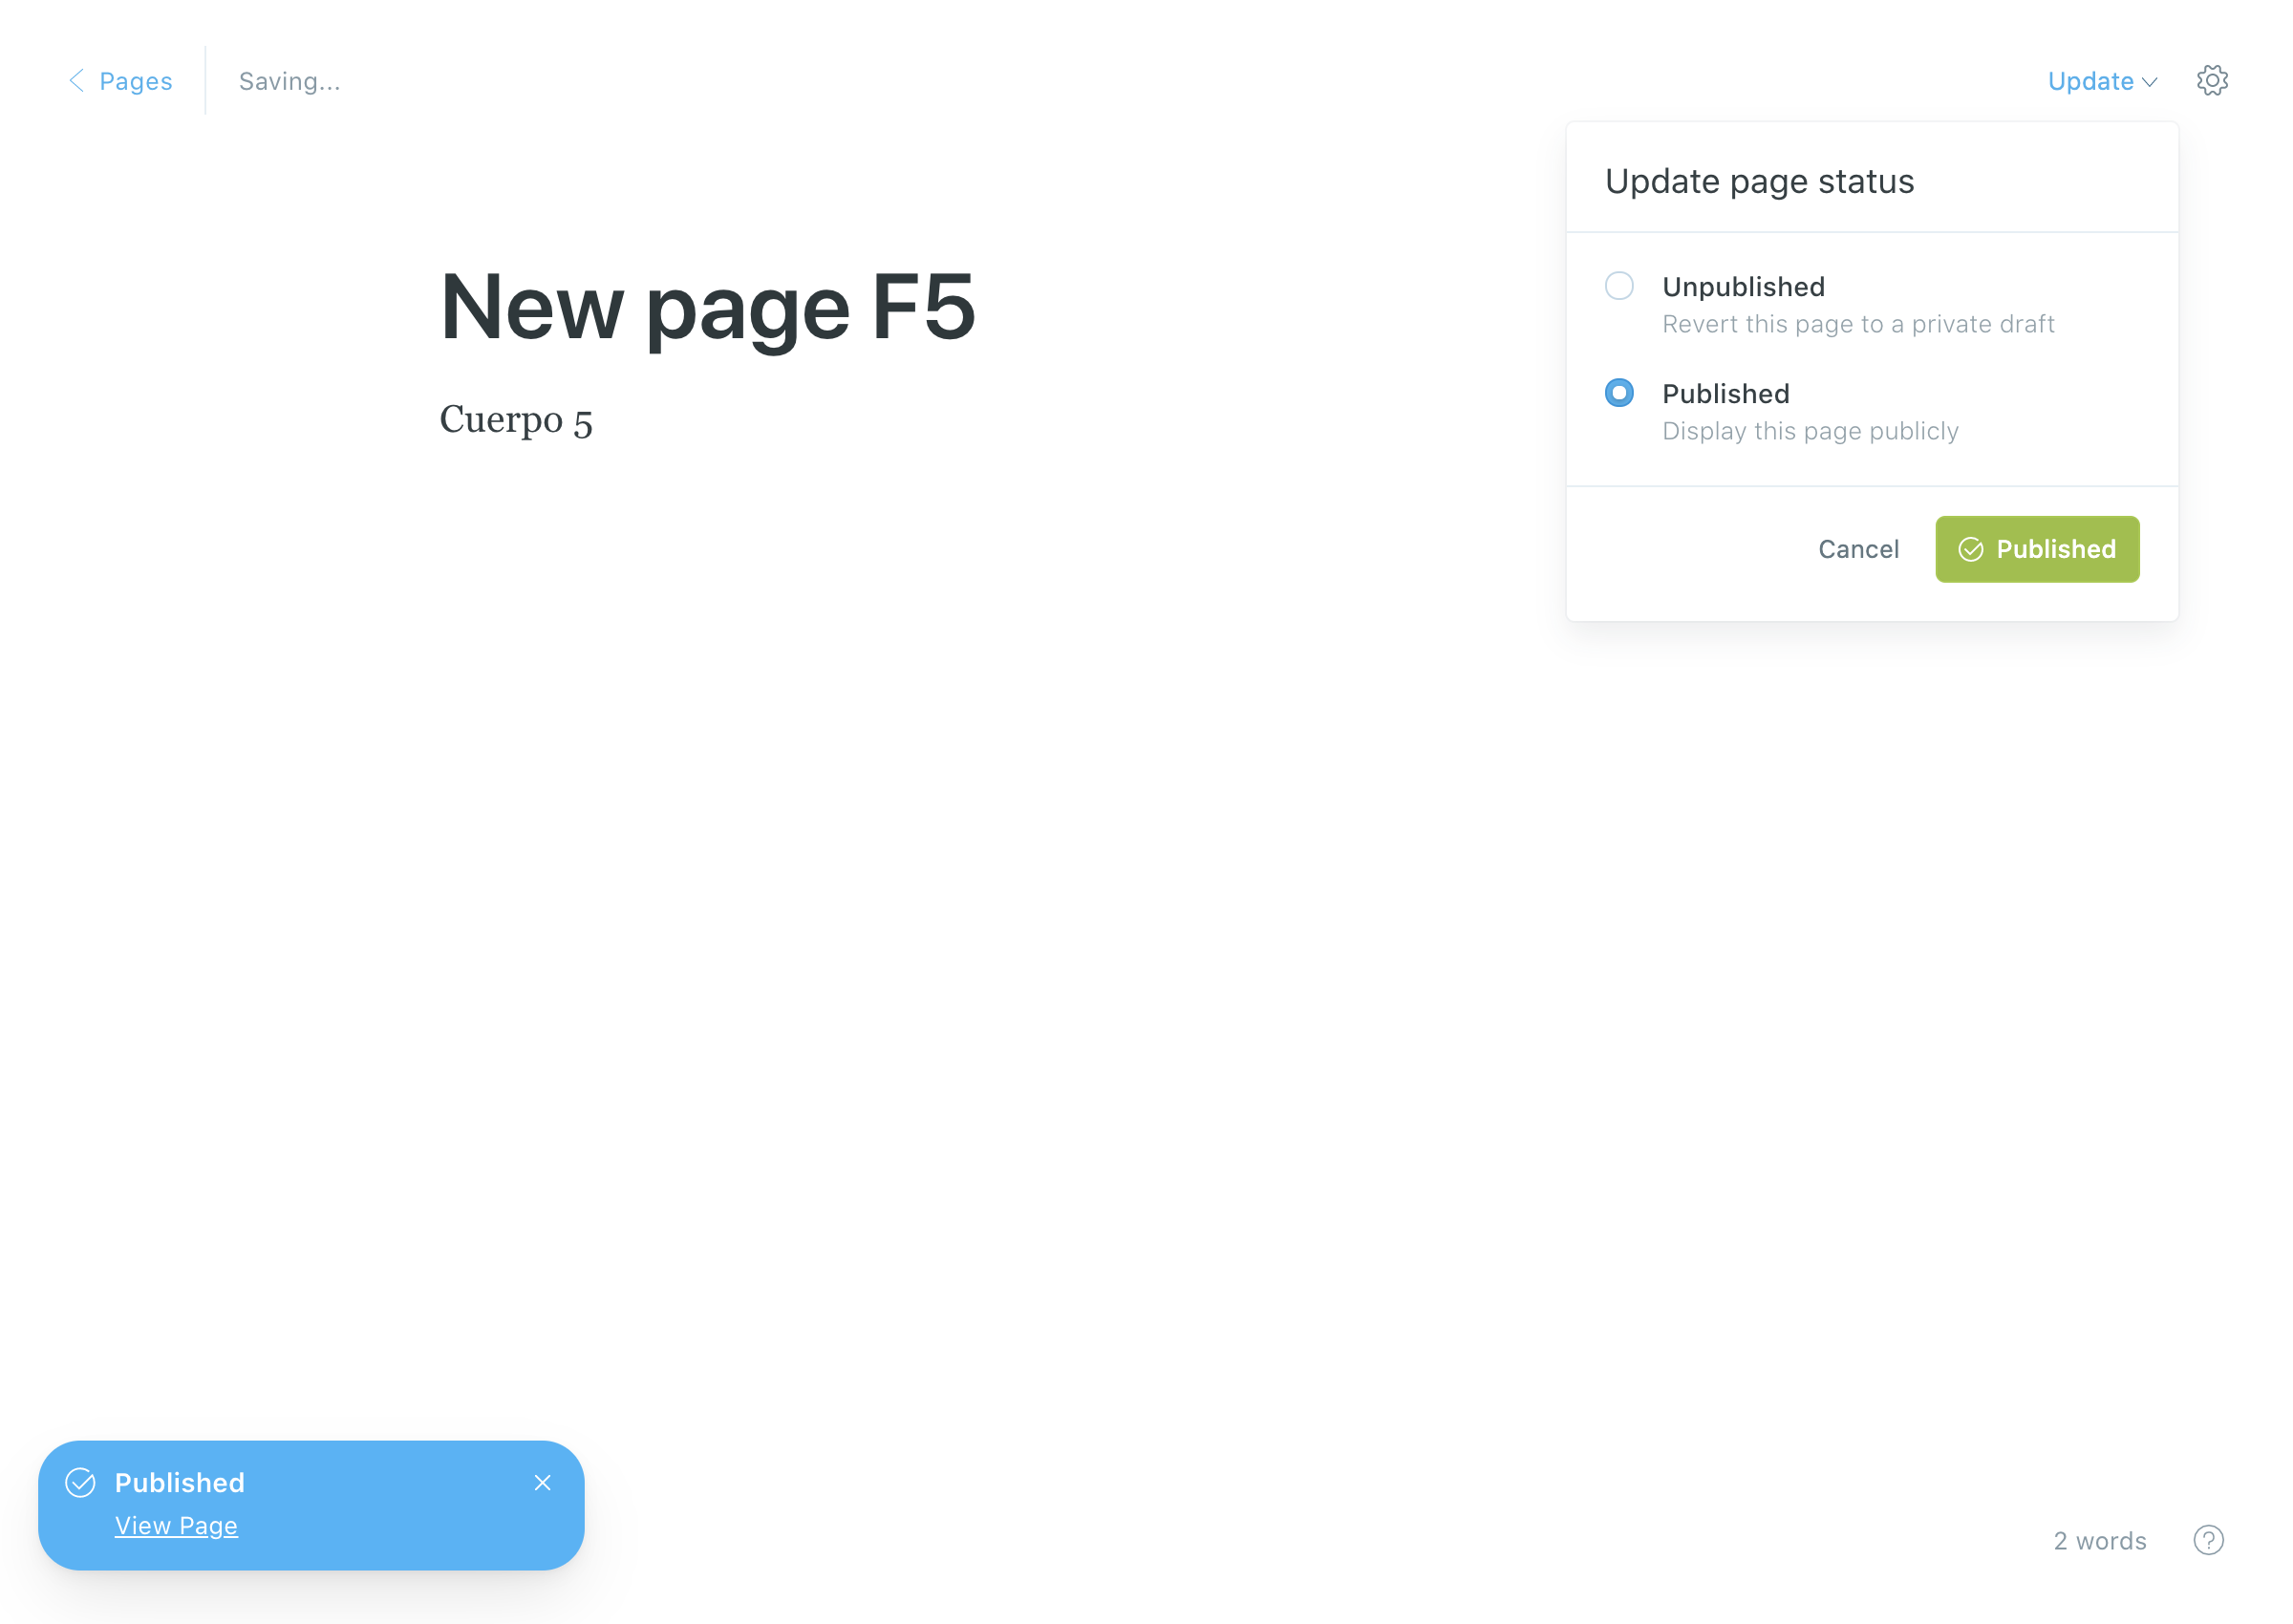 Pages
Saving...
Update
Update page status
New page F5
Unpublished
Revert this page to a private draft
Published
Display this page publicly
Cuerpo 5
Cancel
Published
Published
View Page
2 words
?